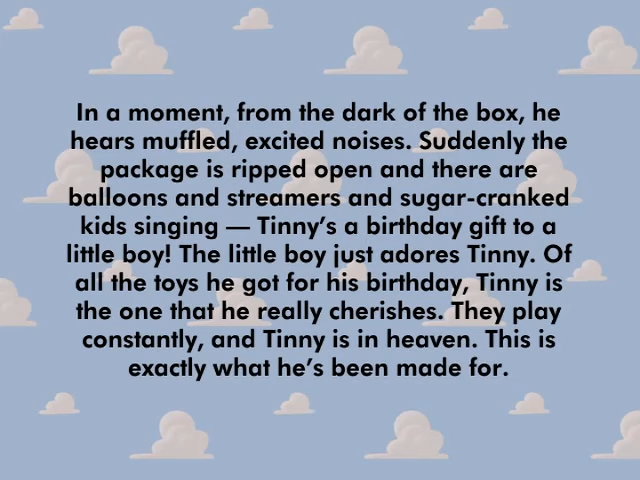 In a moment, from the dark of the box, he
hears muffled, excited noises. Suddenly the
package is ripped open and there are
balloons and streamers and sugar-cranked
kids singing — Tinny’s a birthday gift to a
little boy! The little boy just adores Tinny. Of
all the toys he got for his birthday, Tinny is
the one that he really cherishes. They play
constantly, and Tinny is in heaven. This is
exactly what he’s been made for.